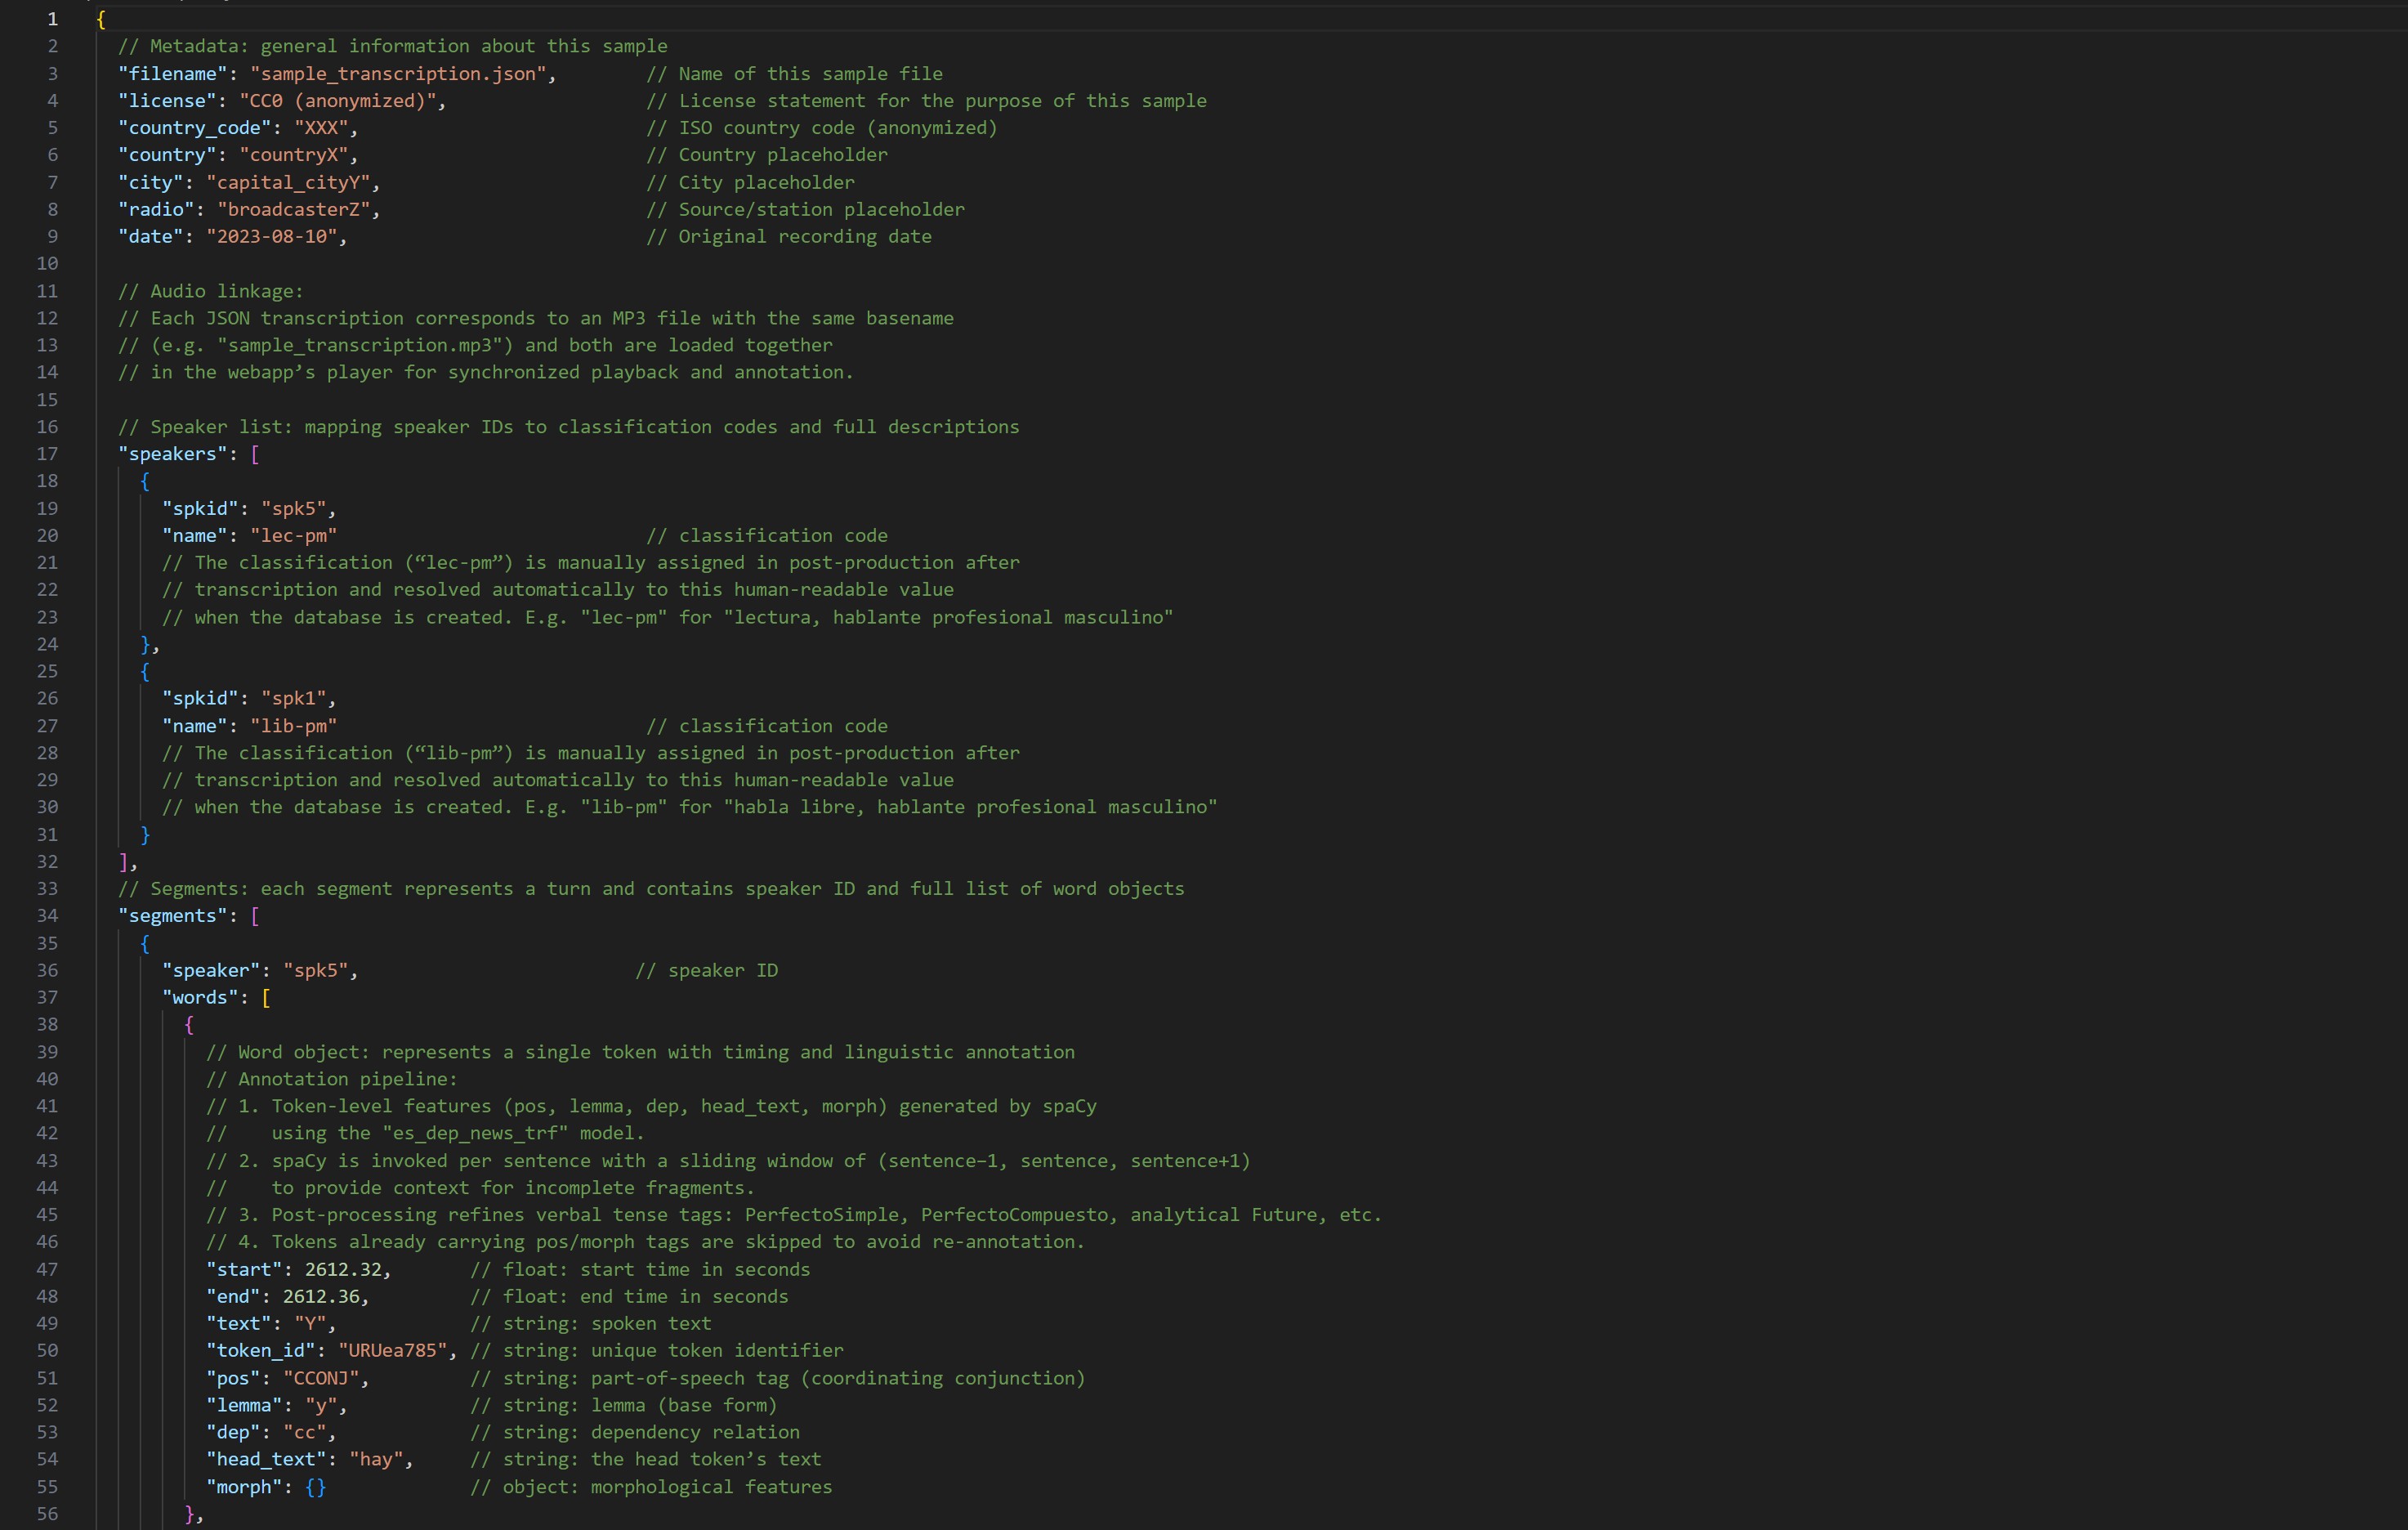 1 {
2 // Metadata: general information about this sample
3 "filename": "sample_transcription.json", // Name of this sample file
4 "license": "CC0 (anonymized)", // License statement for the purpose of this sample
5 "country_code": "XXX", // ISO country code (anonymized)
6 "country": "countryX", // Country placeholder
7 "city": "capital_cityY", // City placeholder
8 "radio": "broadcasterZ", // Source/station placeholder
9 "date": "2023-08-10", // Original recording date
10
11 // Audio linkage:
12 // Each JSON transcription corresponds to an MP3 file with the same basename
13 // (e.g. "sample_transcription.mp3") and both are loaded together
14 // in the webapp’s player for synchronized playback and annotation.
15
16 // Speaker list: mapping speaker IDs to classification codes and full descriptions
17 "speakers": [
18 {
19 "spkid": "spk5",
20 "name": "lec-pm" // classification code
21 // The classification (“lec-pm”) is manually assigned in post-production after
22 // transcription and resolved automatically to this human-readable value
23 // when the database is created. E.g. "lec-pm" for "lectura, hablante profesional masculino"
24 },
25 {
26 "spkid": "spk1",
27 "name": "lib-pm" // classification code
28 // The classification (“lib-pm”) is manually assigned in post-production after
29 // transcription and resolved automatically to this human-readable value
30 // when the database is created. E.g. "lib-pm" for "habla libre, hablante profesional masculino"
31 }
32 ],
33 // Segments: each segment represents a turn and contains speaker ID and full list of word objects
34 "segments": [
35 {
36 "speaker": "spk5", // speaker ID
37 "words": [
38 {
39 // Word object: represents a single token with timing and linguistic annotation
40 // Annotation pipeline:
41 // 1. Token-level features (pos, lemma, dep, head_text, morph) generated by spaCy
42 // using the "es_dep_news_trf" model.
43 // 2. spaCy is invoked per sentence with a sliding window of (sentence−1, sentence, sentence+1)
44 // to provide context for incomplete fragments.
45 // 3. Post-processing refines verbal tense tags: PerfectoSimple, PerfectoCompuesto, analytical Future, etc.
46 // 4. Tokens already carrying pos/morph tags are skipped to avoid re-annotation.
47 "start": 2612.32, // float: start time in seconds
48 "end": 2612.36, // float: end time in seconds
49 "text": "Y", // string: spoken text
50 "token_id": "URUea785", // string: unique token identifier
51 "pos": "CCONJ", // string: part-of-speech tag (coordinating conjunction)
52 "lemma": "y", // string: lemma (base form)
53 "dep": "cc", // string: dependency relation
54 "head_text": "hay", // string: the head token’s text
55 "morph": {} // object: morphological features
56 },